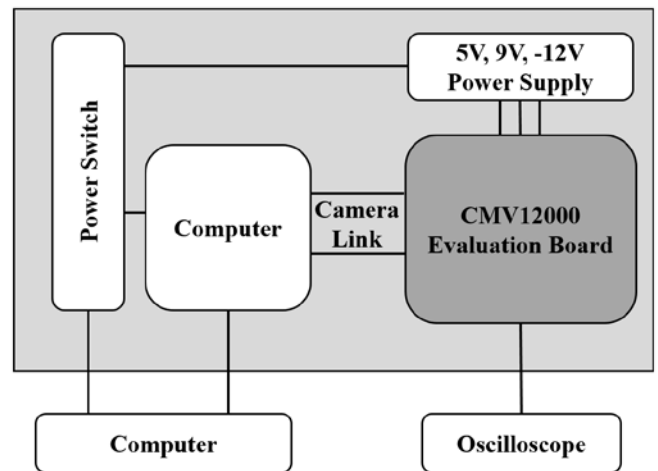 5V, 9V, -12V
Power Supply
Power Switch
Computer
Camera
Link
CMV12000
Evaluation Board
Computer
Oscilloscope